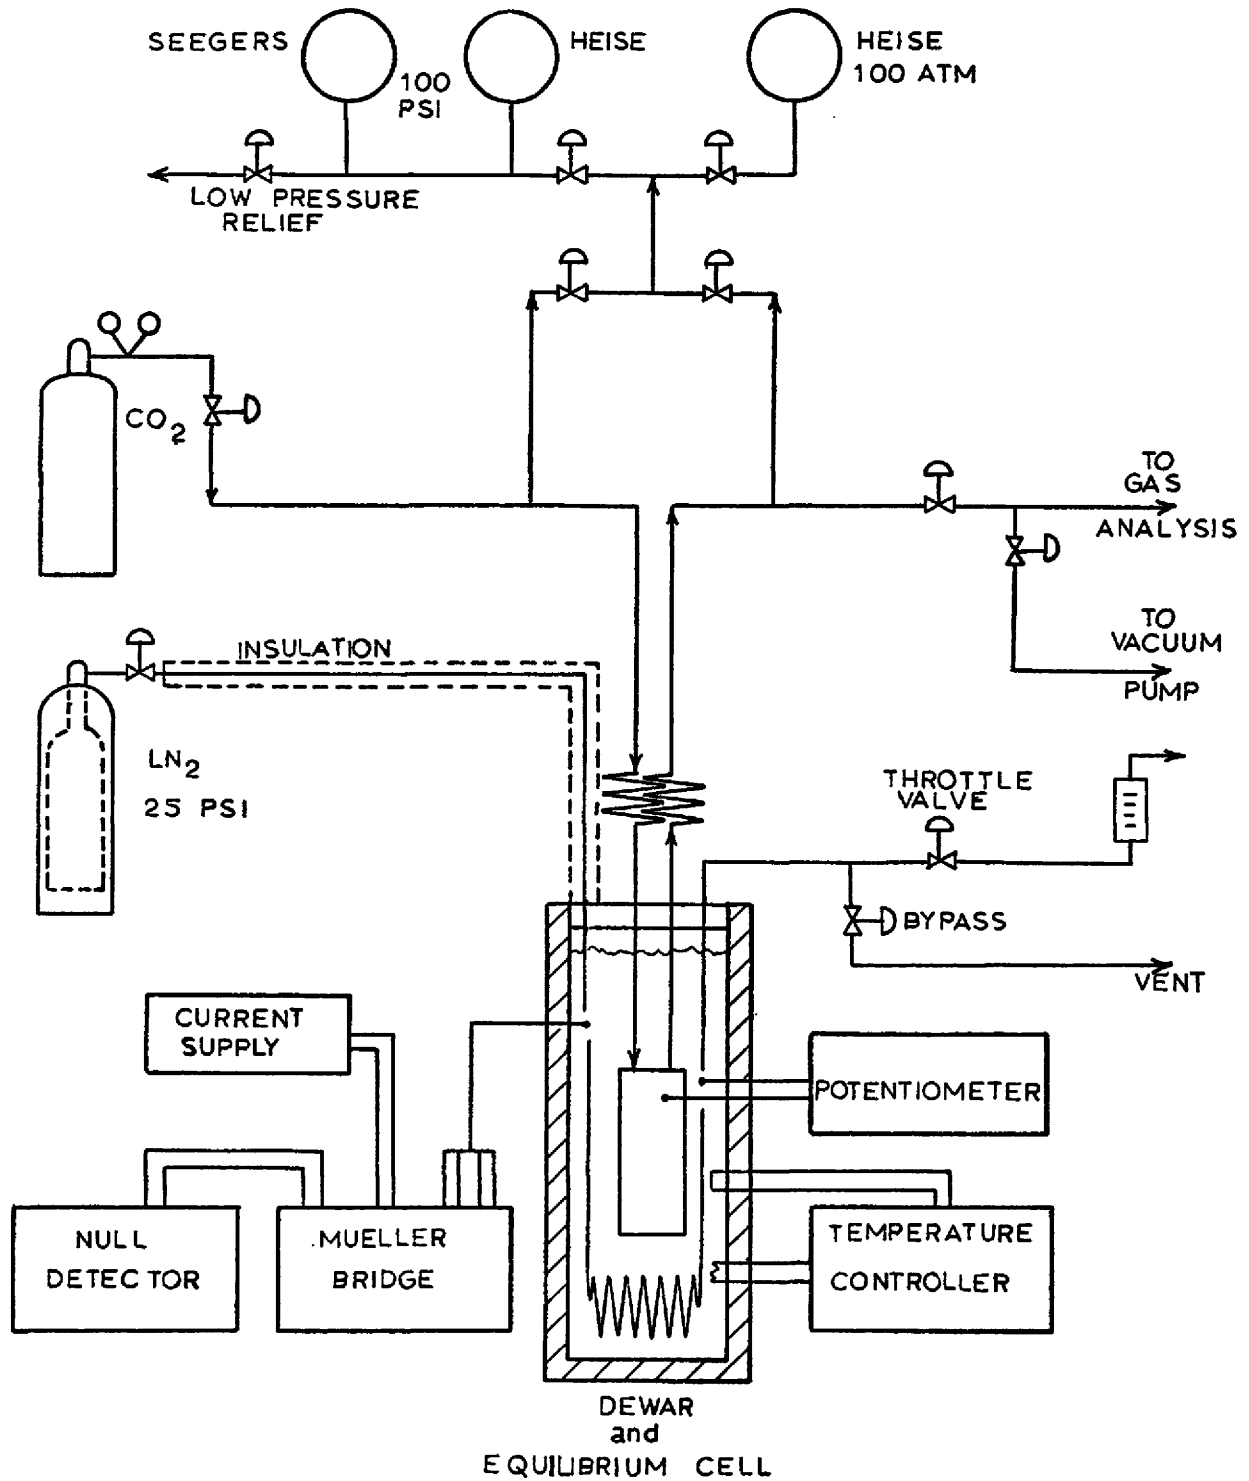 SEEGERS
100
PSI
HEISE
HEISE
100 ATM
LOW PRESSURE
RELIEF
CO2
TO
GAS
ANALYSIS
TO
VACUUM
PUMP
INSULATION
LN2
25 PSI
THROTTLE
VALVE
BYPASS
VENT
CURRENT
SUPPLY
POTENTIOMETER
NULL
DETECTOR
MUELLER
BRIDGE
TEMPERATURE
CONTROLLER
DEWAR
and
EQUILIBRIUM CELL